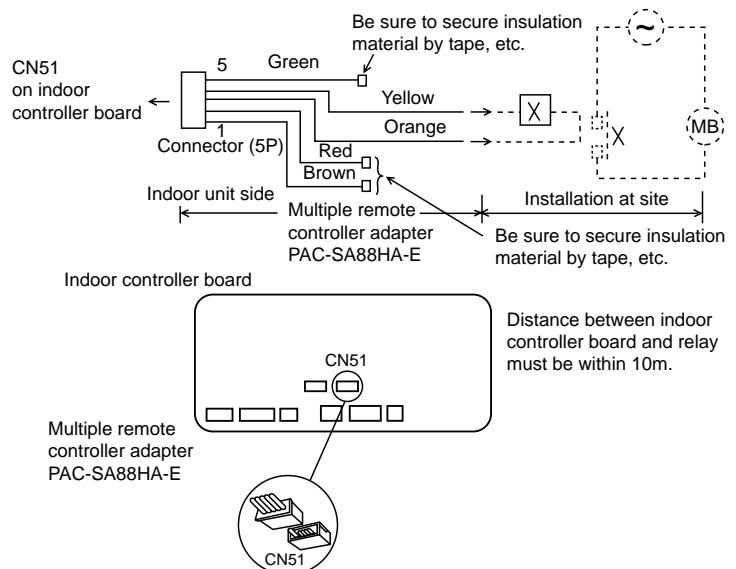 Be sure to secure insulation
material by tape, etc.
CN51
on indoor
controller board
5
Green
Yellow
Orange
X
X
MB
~
1
Connector (5P)
Red
Brown
Indoor unit side
Multiple remote
controller adapter
PAC-SA88HA-E
Installation at site
Be sure to secure insulation
material by tape, etc.
Indoor controller board
CN51
Distance between indoor
controller board and relay
must be within 10m.
Multiple remote
controller adapter
PAC-SA88HA-E
CN51